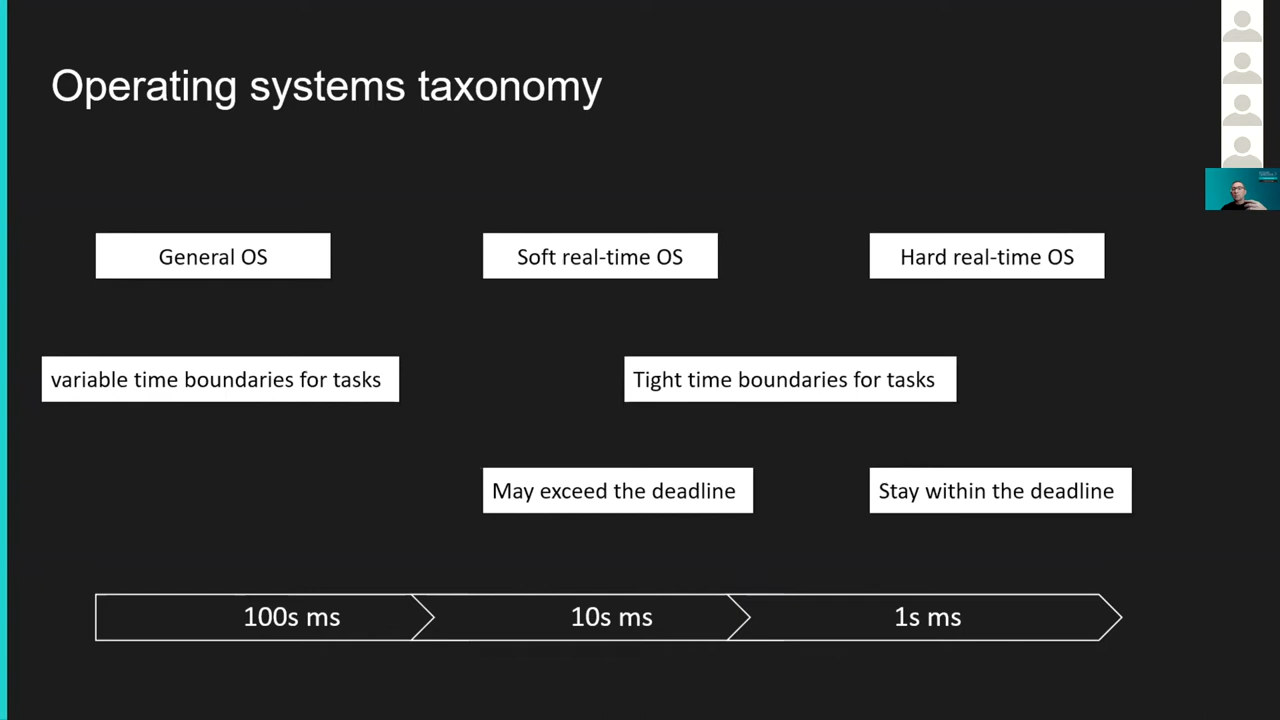 Operating systems taxonomy
General OS
Soft real-time OS
Hard real-time OS
variable time boundaries for tasks
Tight time boundaries for tasks
May exceed the deadline
Stay within the deadline
100s ms
10s ms
1s ms